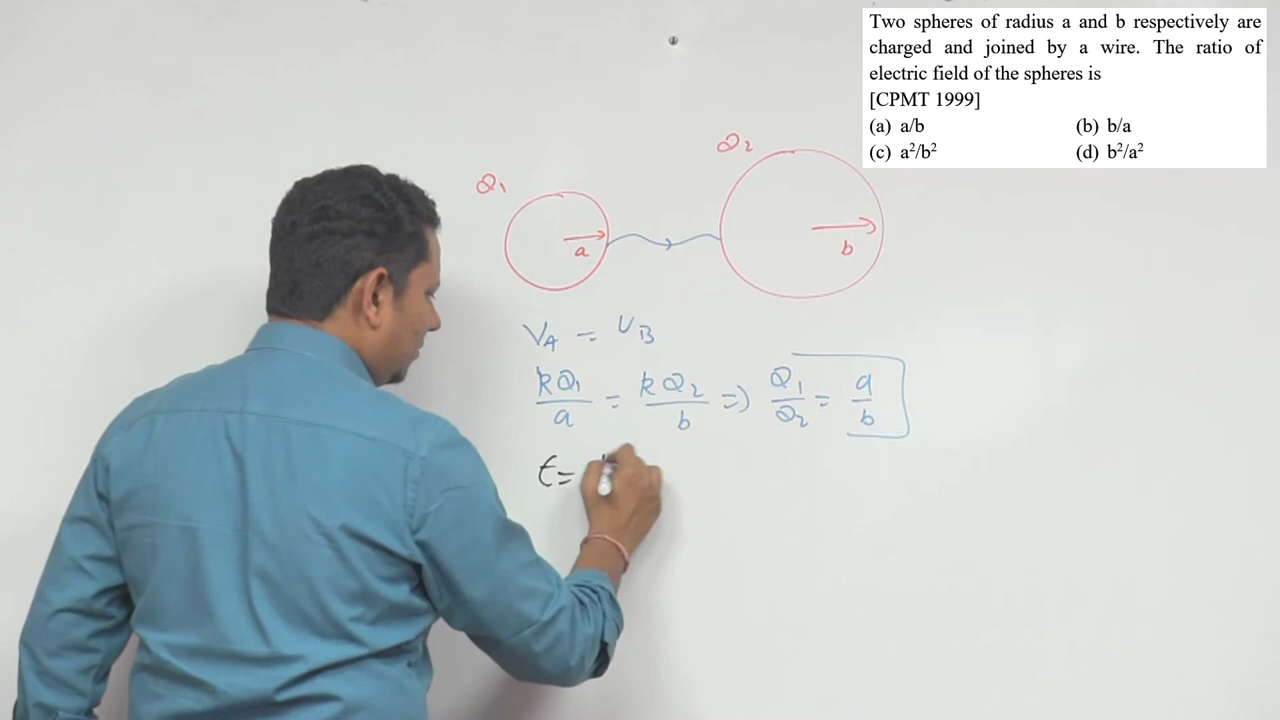 Two spheres of radius a and b respectively are
charged and joined by a wire. The ratio of
electric field of the spheres is
[CPMT 1999]
(a) a/b (b) b/a
(c) a²/b² (d) b²/a²
Q₁ Q₂
a b
V_A = V_B
kQ₁/a = kQ₂/b => Q₁/Q₂ = a/b
E =